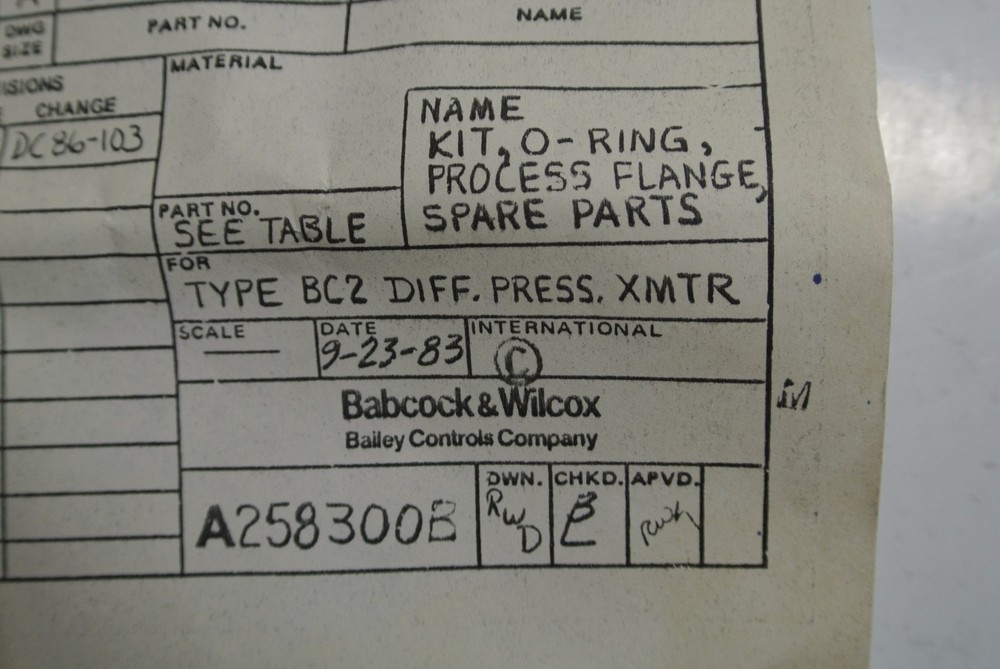 DWG
SIZE
PART NO.
NAME
ISIONS
CHANGE
DC86-103
MATERIAL
NAME
KIT, O-RING,
PROCESS FLANGE,
SPARE PARTS
PART NO.
SEE TABLE
FOR
TYPE BC2 DIFF. PRESS. XMTR
SCALE
DATE
9-23-83
INTERNATIONAL
©
Babcock & Wilcox
Bailey Controls Company
A258300B
DWN.
RWD
CHKD.
APVD.